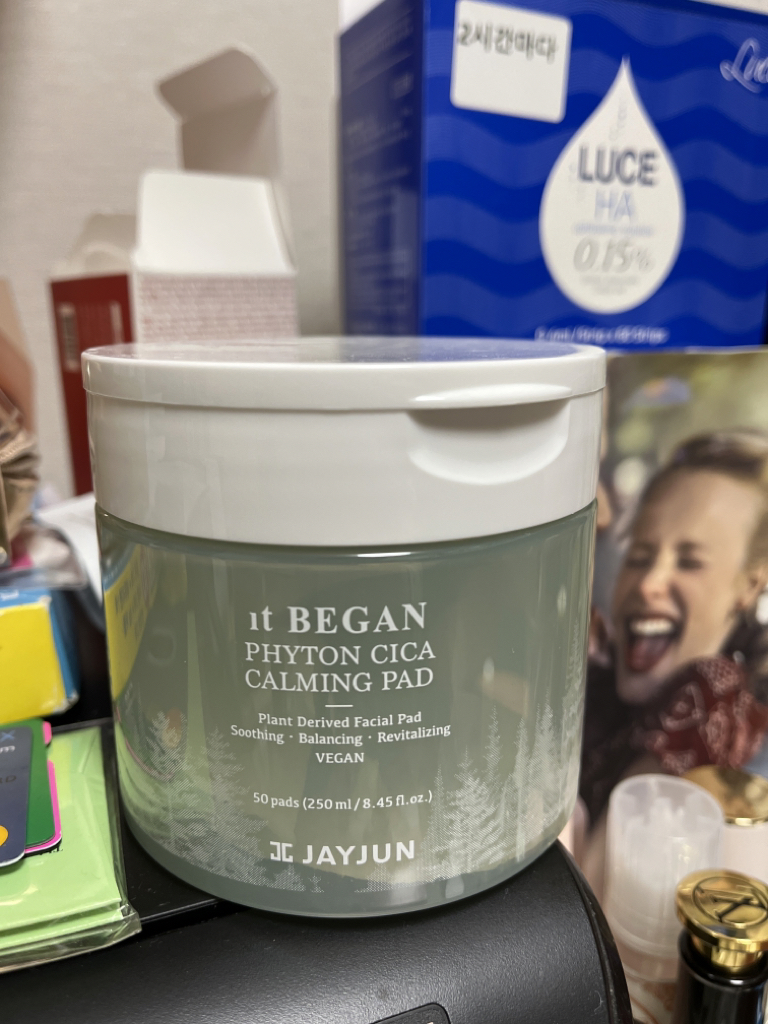 2시간마다
LUCE
HA
0.15%
ıt BEGAN
PHYTON CICA
CALMING PAD
Plant Derived Facial Pad
Soothing · Balancing · Revitalizing
VEGAN
50 pads (250 ml / 8.45 fl.oz.)
JAYJUN